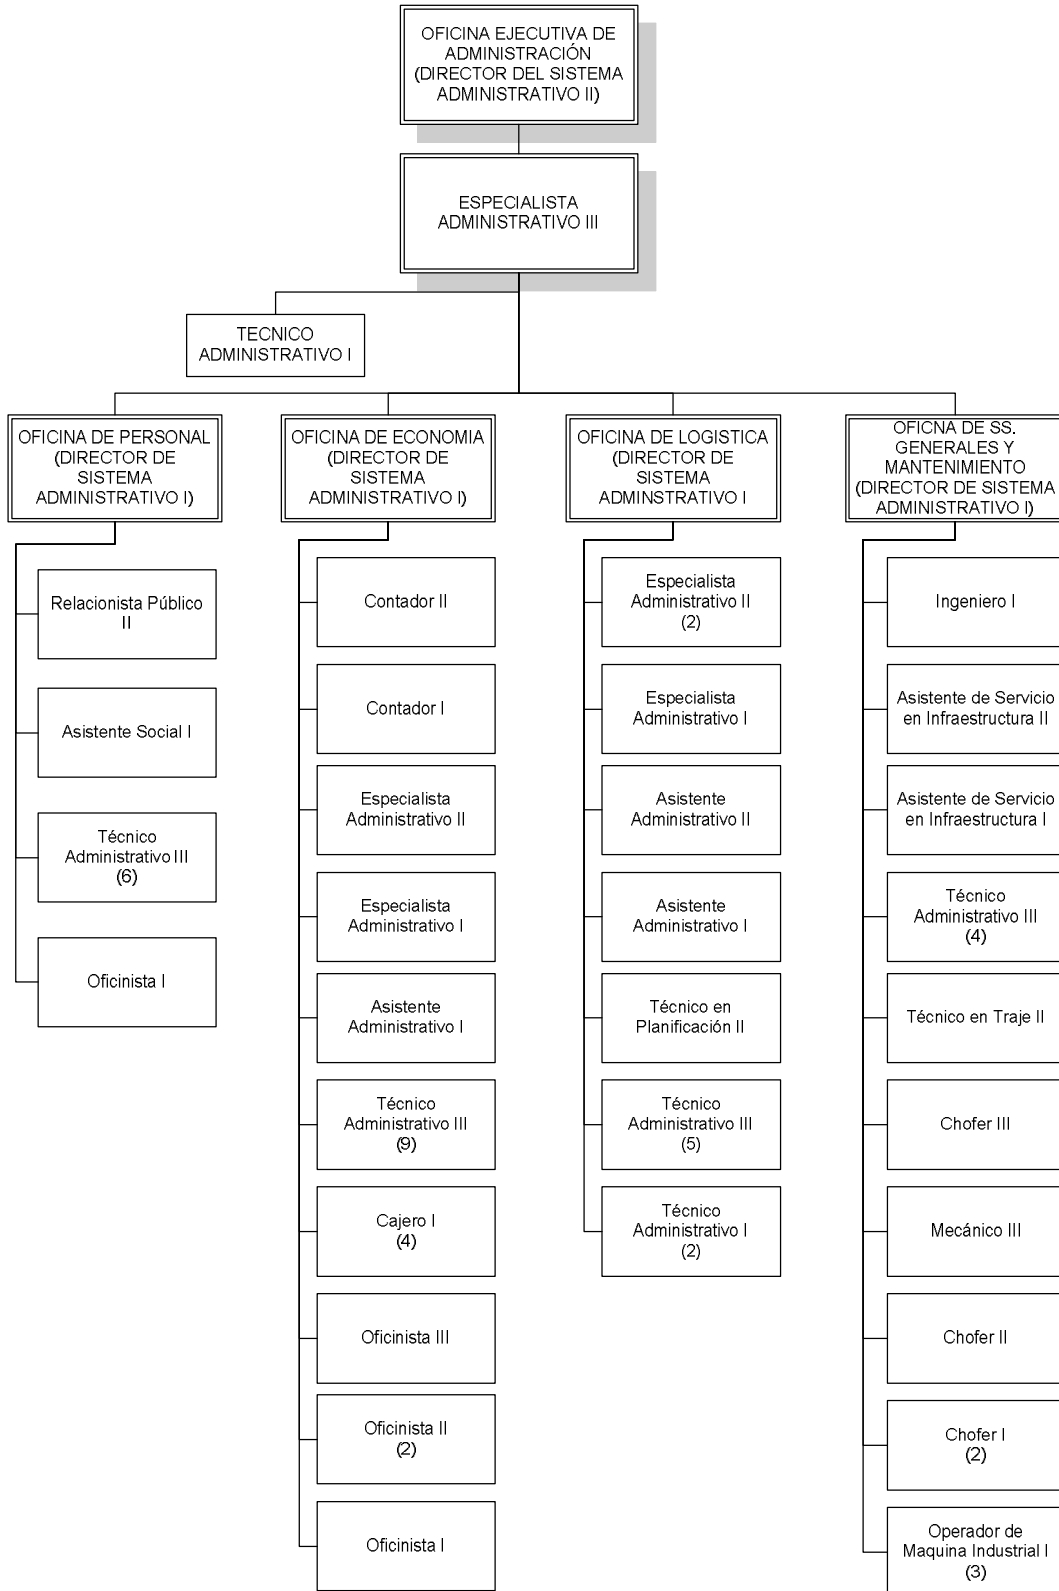 OFICINA EJECUTIVA DE
ADMINISTRACIÓN
(DIRECTOR DEL SISTEMA
ADMINISTRATIVO II)
ESPECIALISTA
ADMINISTRATIVO III
TECNICO
ADMINISTRATIVO I
OFICINA DE PERSONAL
(DIRECTOR DE
SISTEMA
ADMINISTRATIVO I)
Relacionista Público
II
Asistente Social I
Técnico
Administrativo III
(6)
Oficinista I
OFICINA DE ECONOMIA
(DIRECTOR DE
SISTEMA
ADMINISTRATIVO I)
Contador II
Contador I
Especialista
Administrativo II
Especialista
Administrativo I
Asistente
Administrativo I
Técnico
Administrativo III
(9)
Cajero I
(4)
Oficinista III
Oficinista II
(2)
Oficinista I
OFICINA DE LOGISTICA
(DIRECTOR DE
SISTEMA
ADMINSTRATIVO I
Especialista
Administrativo II
(2)
Especialista
Administrativo I
Asistente
Administrativo II
Asistente
Administrativo I
Técnico en
Planificación II
Técnico
Administrativo III
(5)
Técnico
Administrativo I
(2)
OFICNA DE SS.
GENERALES Y
MANTENIMIENTO
(DIRECTOR DE SISTEMA
ADMINISTRATIVO I)
Ingeniero I
Asistente de Servicio
en Infraestructura II
Asistente de Servicio
en Infraestructura I
Técnico
Administrativo III
(4)
Técnico en Traje II
Chofer III
Mecánico III
Chofer II
Chofer I
(2)
Operador de
Maquina Industrial I
(3)